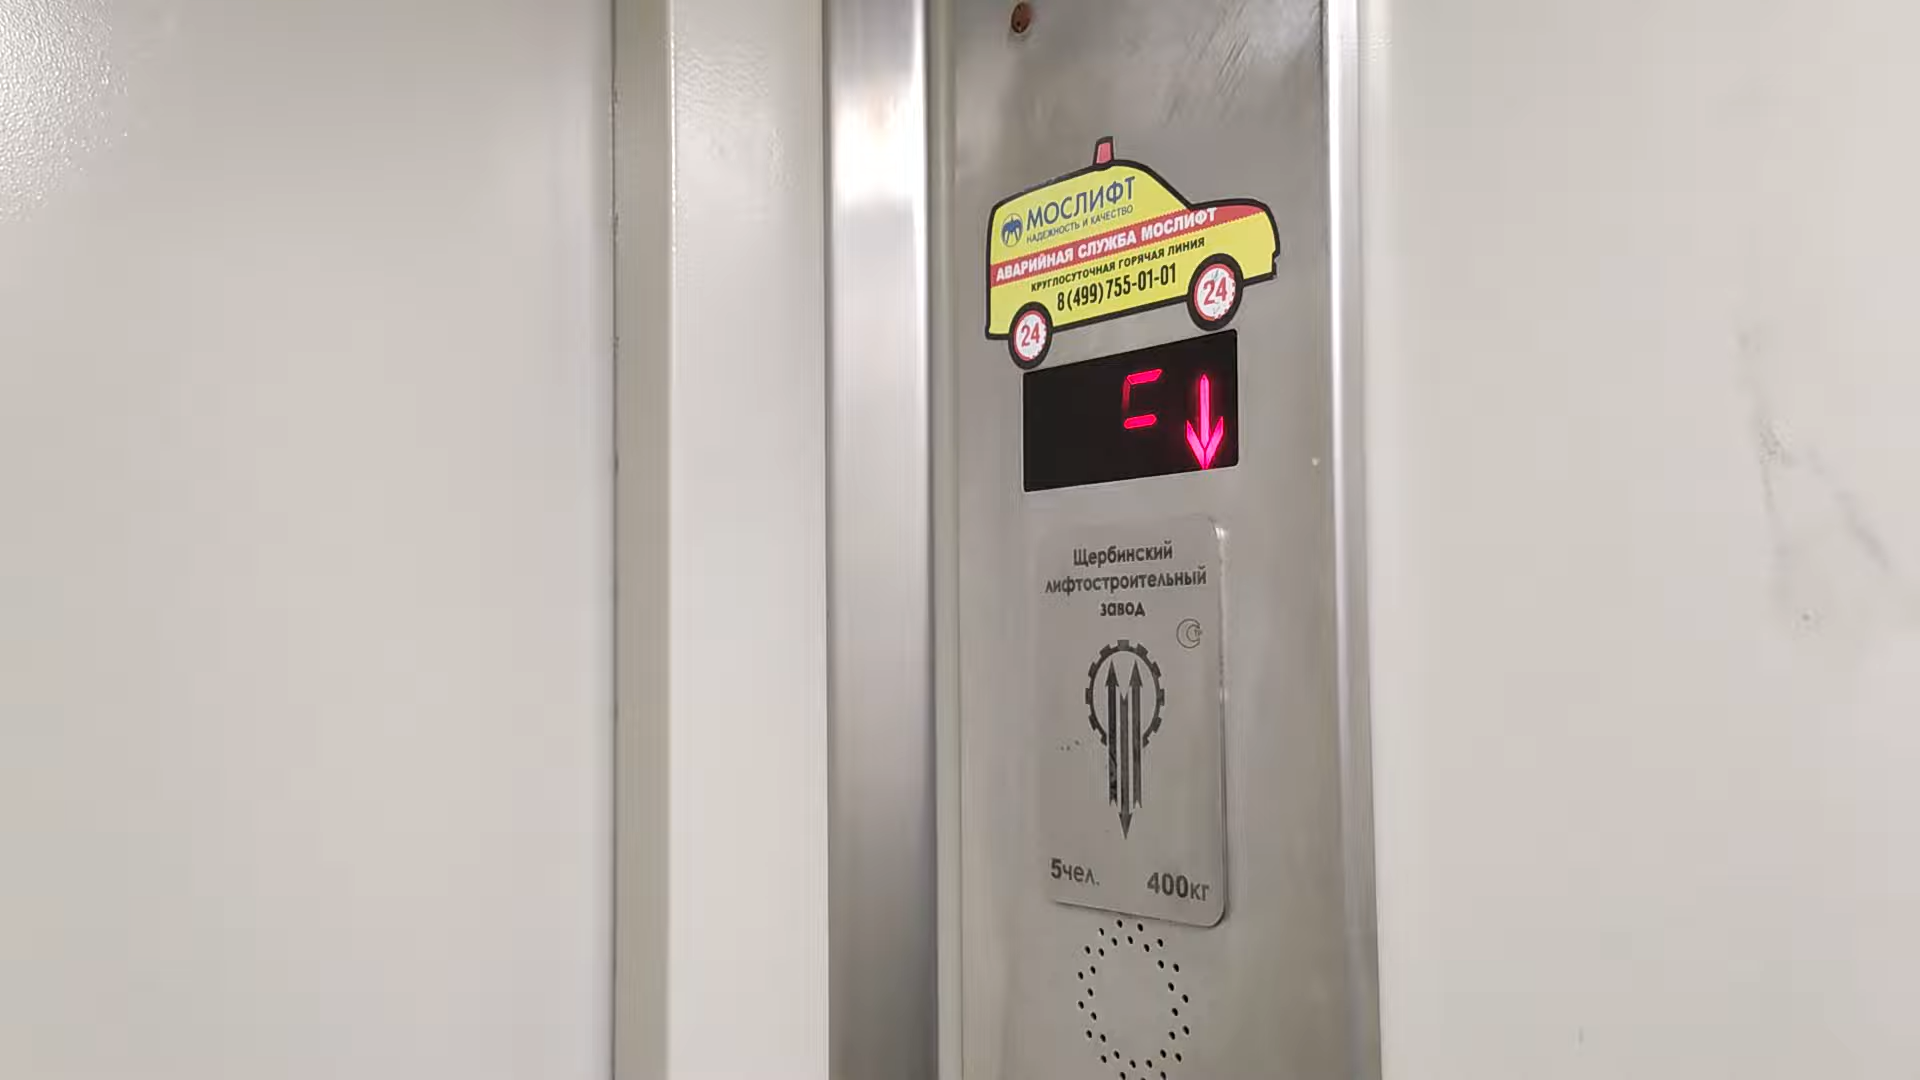 МОСЛИФТ
НАДЕЖНОСТЬ И КАЧЕСТВО
АВАРИЙНАЯ СЛУЖБА МОСЛИФТ
КРУГЛОСУТОЧНАЯ ГОРЯЧАЯ ЛИНИЯ
8(499)755-01-01
24 24
Щербинский
лифтостроительный
завод
5чел. 400кг